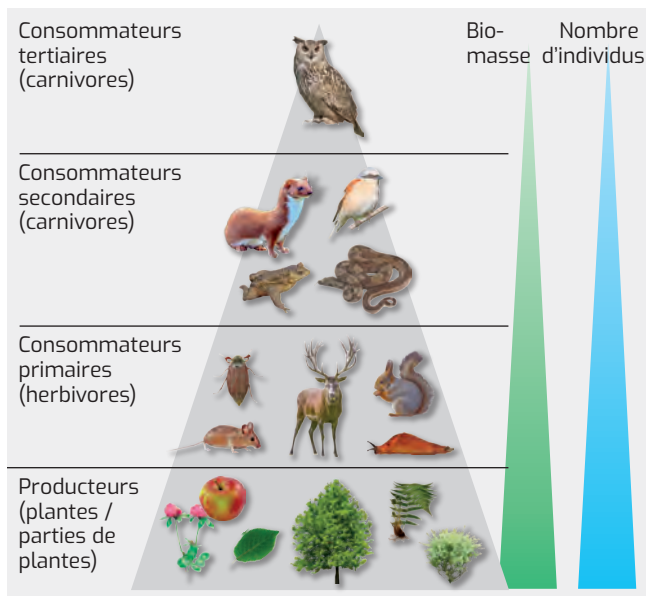 Consommateurs
tertiaires
(carnivores)
Bio-
masse
Nombre
d'individus
Consommateurs
secondaires
(carnivores)
Consommateurs
primaires
(herbivores)
Producteurs
(plantes /
parties de
plantes)